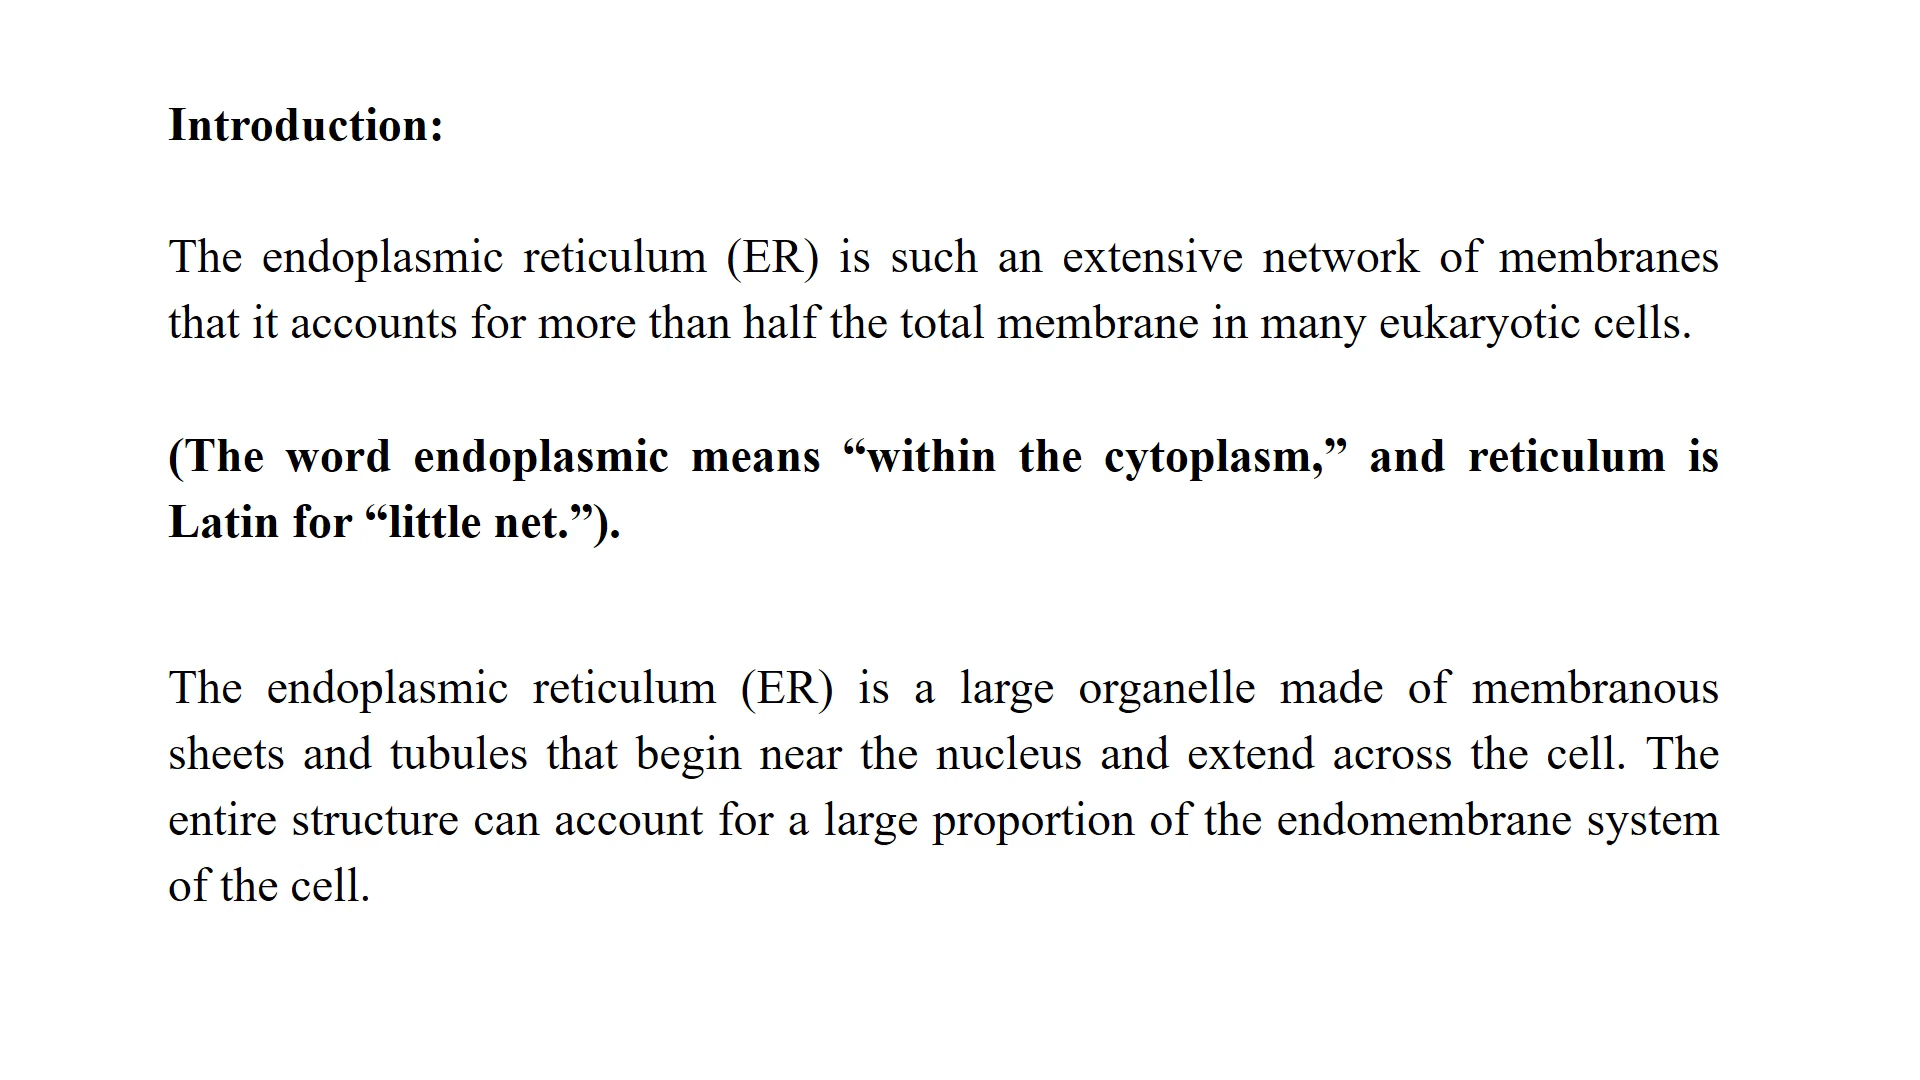 Introduction:
The endoplasmic reticulum (ER) is such an extensive network of membranes
that it accounts for more than half the total membrane in many eukaryotic cells.
(The word endoplasmic means “within the cytoplasm,” and reticulum is
Latin for “little net.”).
The endoplasmic reticulum (ER) is a large organelle made of membranous
sheets and tubules that begin near the nucleus and extend across the cell. The
entire structure can account for a large proportion of the endomembrane system
of the cell.